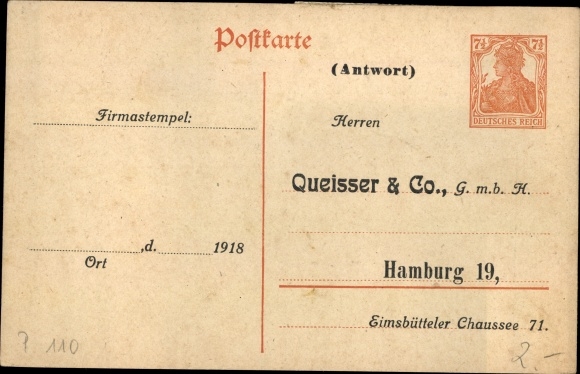 Postkarte
(Antwort)
7½ 7½
DEUTSCHES REICH
Firmastempel:
Herren
Queisser & Co., G. m. b. H.
,d. 1918
Ort
Hamburg 19,
Eimsbütteler Chaussee 71.
P 110
2.-